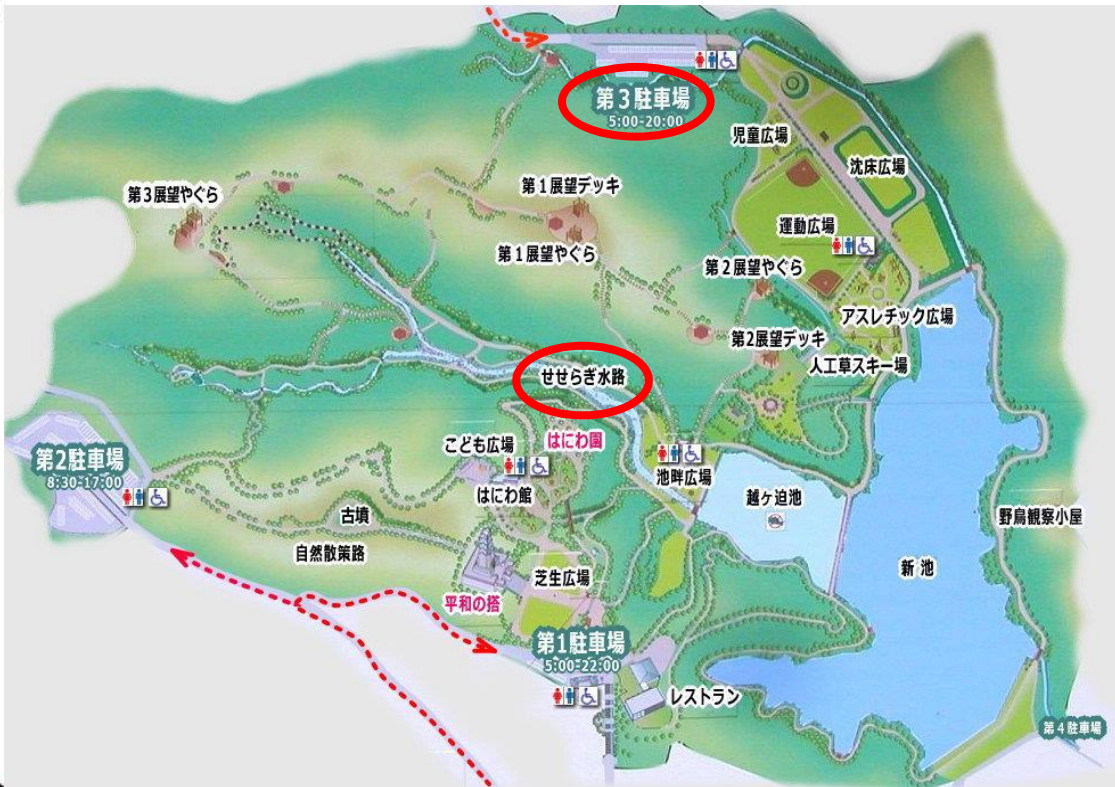 第3駐車場
5:00-20:00
児童広場
沈床広場
第3展望やぐら
第1展望デッキ
運動広場
第1展望やぐら
第2展望やぐら
アスレチック広場
第2展望デッキ
人工草スキー場
せせらぎ水路
こども広場
はにわ園
第2駐車場
8:30-17:00
池畔広場
はにわ館
越ヶ迫池
古墳
野鳥観察小屋
自然散策路
新池
芝生広場
平和の搭
第1駐車場
5:00-22:00
レストラン
第4駐車場